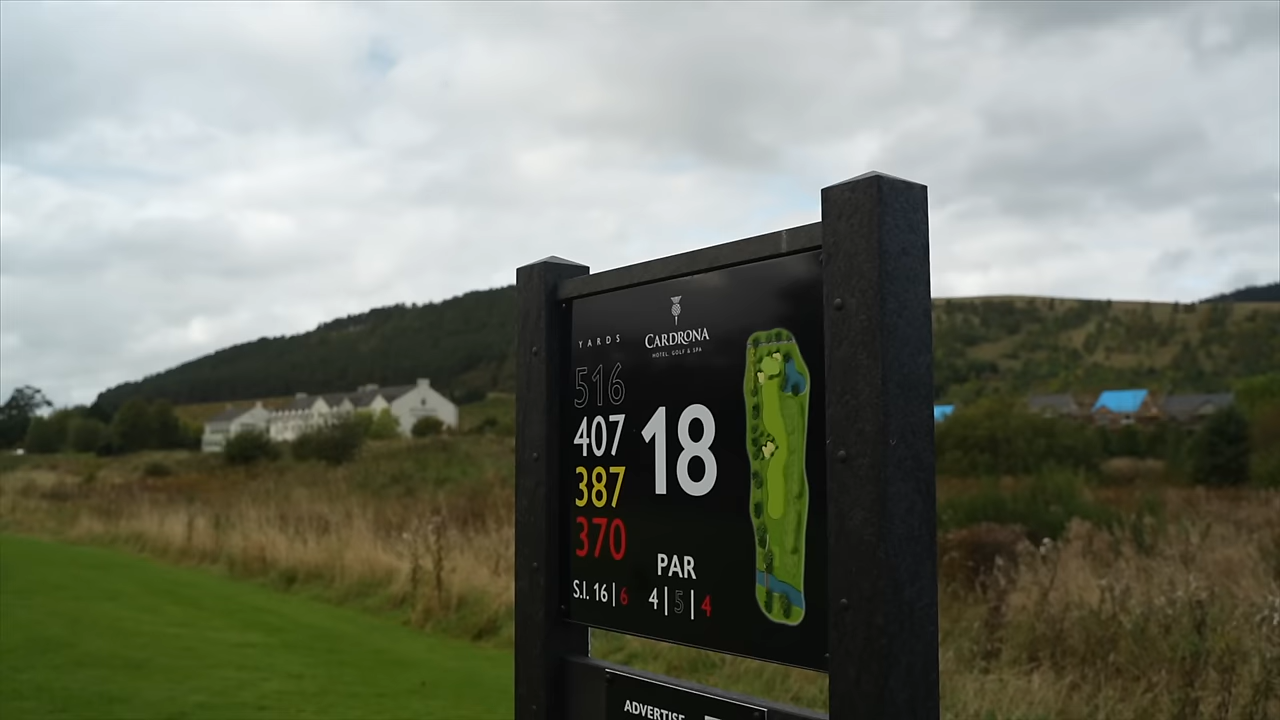 YARDS
CARDRONA
HOTEL, GOLF & SPA
516
407
387
370
18
PAR
S.I. 16 | 6
4 | 5 | 4
ADVERTISE